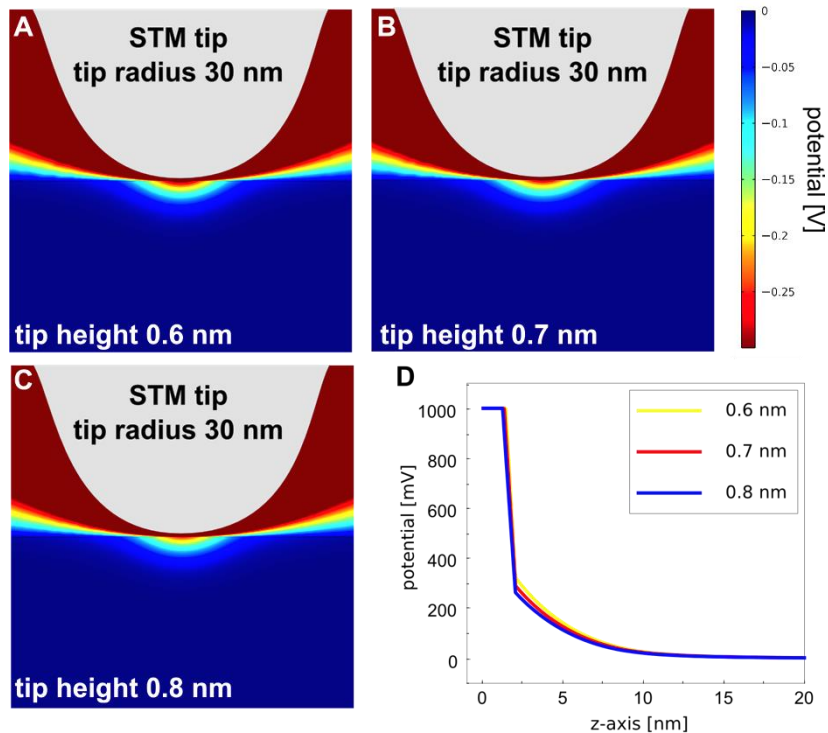 A
STM tip
tip radius 30 nm
tip height 0.6 nm
B
STM tip
tip radius 30 nm
tip height 0.7 nm
0
−0.05
−0.1
−0.15
−0.2
−0.25
potential [V]
C
STM tip
tip radius 30 nm
tip height 0.8 nm
D
1000
800
600
400
200
0
potential [mV]
0.6 nm
0.7 nm
0.8 nm
0 5 10 15 20
z-axis [nm]